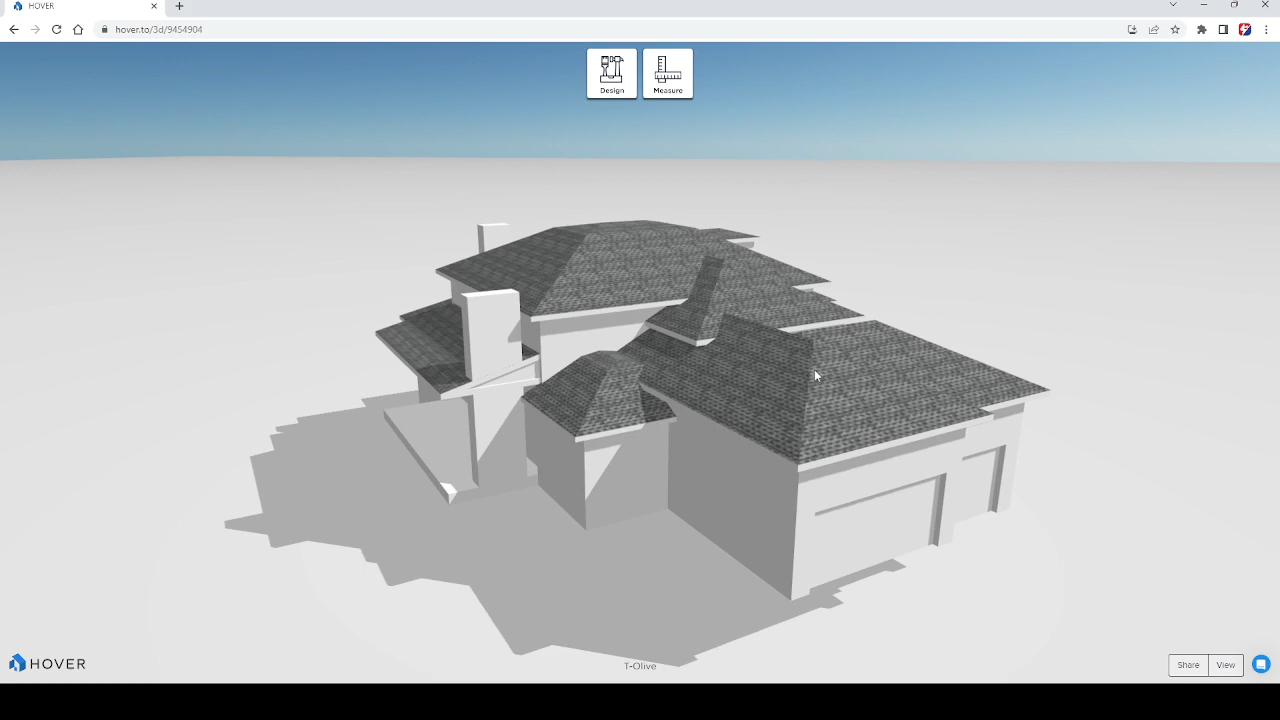 HOVER
hover.to/3d/9454904
Design
Measure
HOVER
T-Olive
Share
View